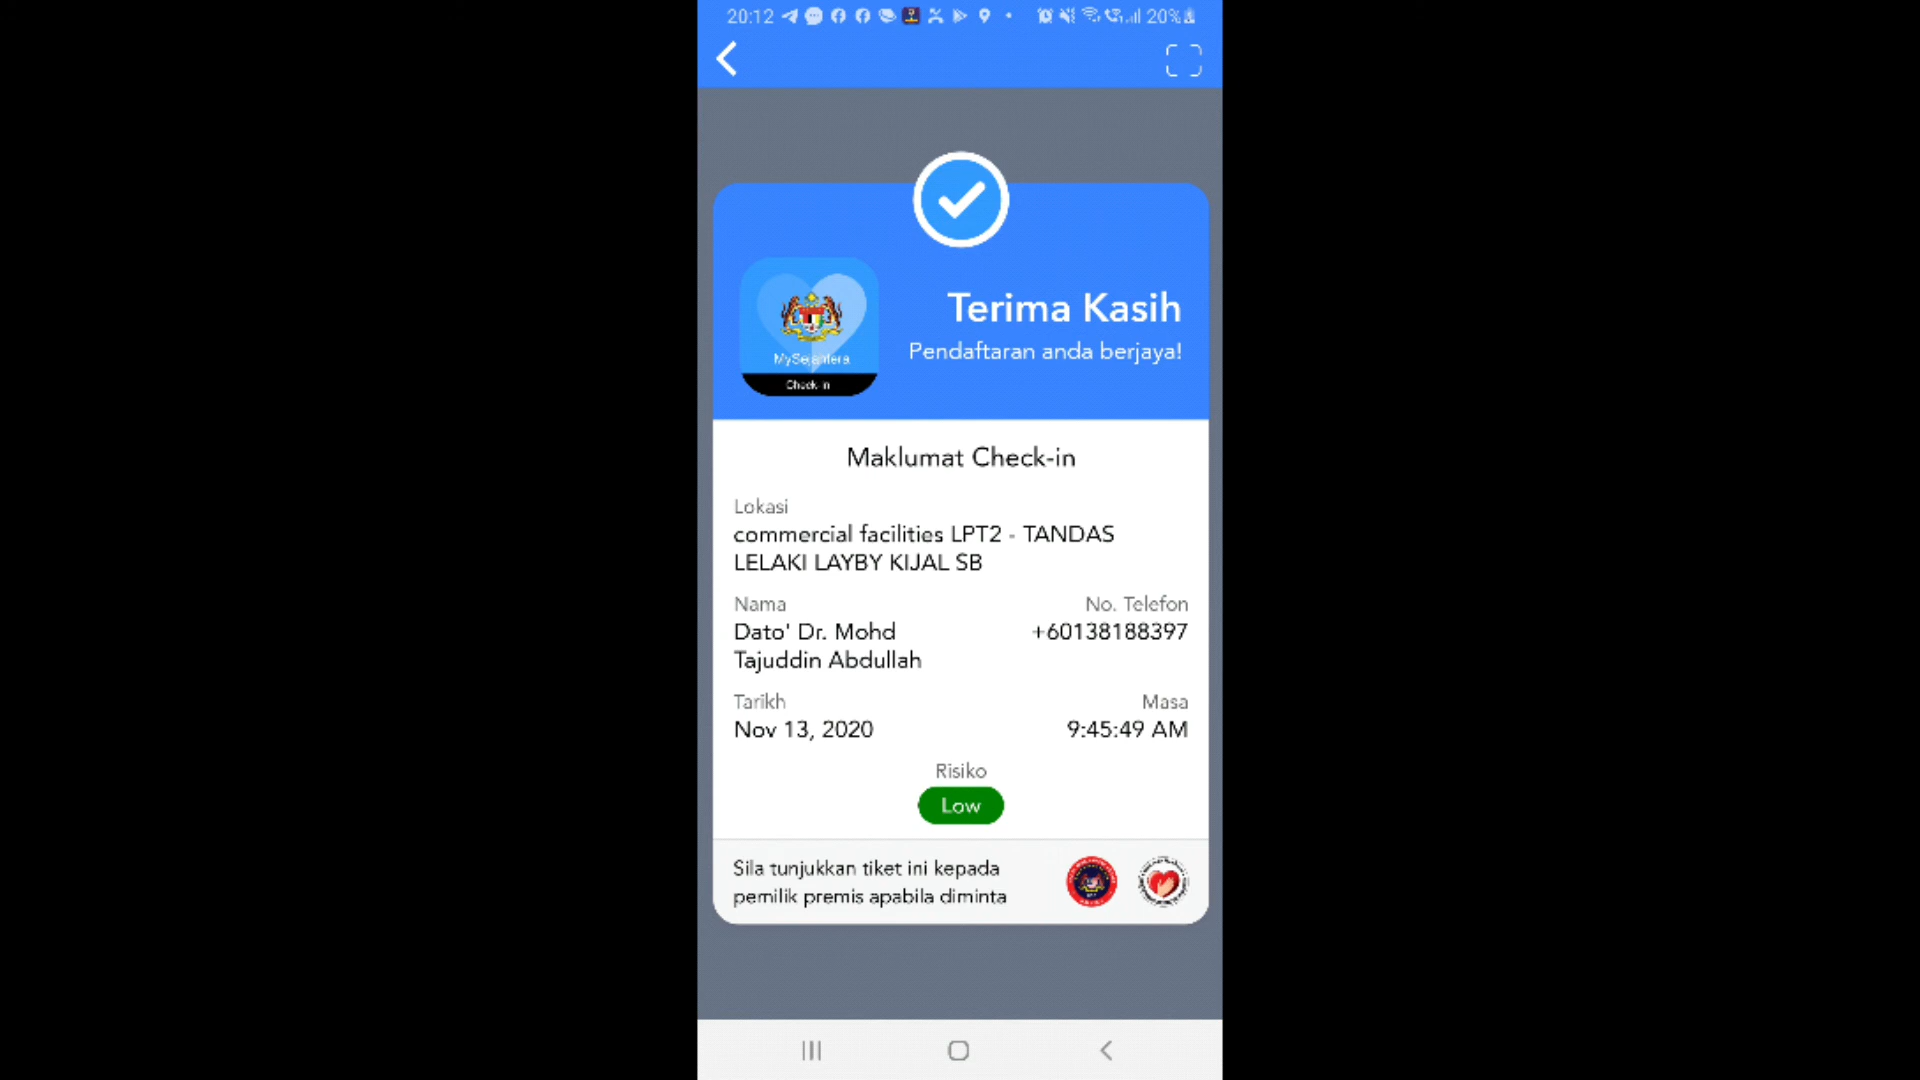 20:12
20%
Terima Kasih
Pendaftaran anda berjaya!
MySejahtera
Check-in
Maklumat Check-in
Lokasi
commercial facilities LPT2 - TANDAS
LELAKI LAYBY KIJAL SB
Nama
No. Telefon
Dato' Dr. Mohd
+60138188397
Tajuddin Abdullah
Tarikh
Masa
Nov 13, 2020
9:45:49 AM
Risiko
Low
Sila tunjukkan tiket ini kepada
pemilik premis apabila diminta